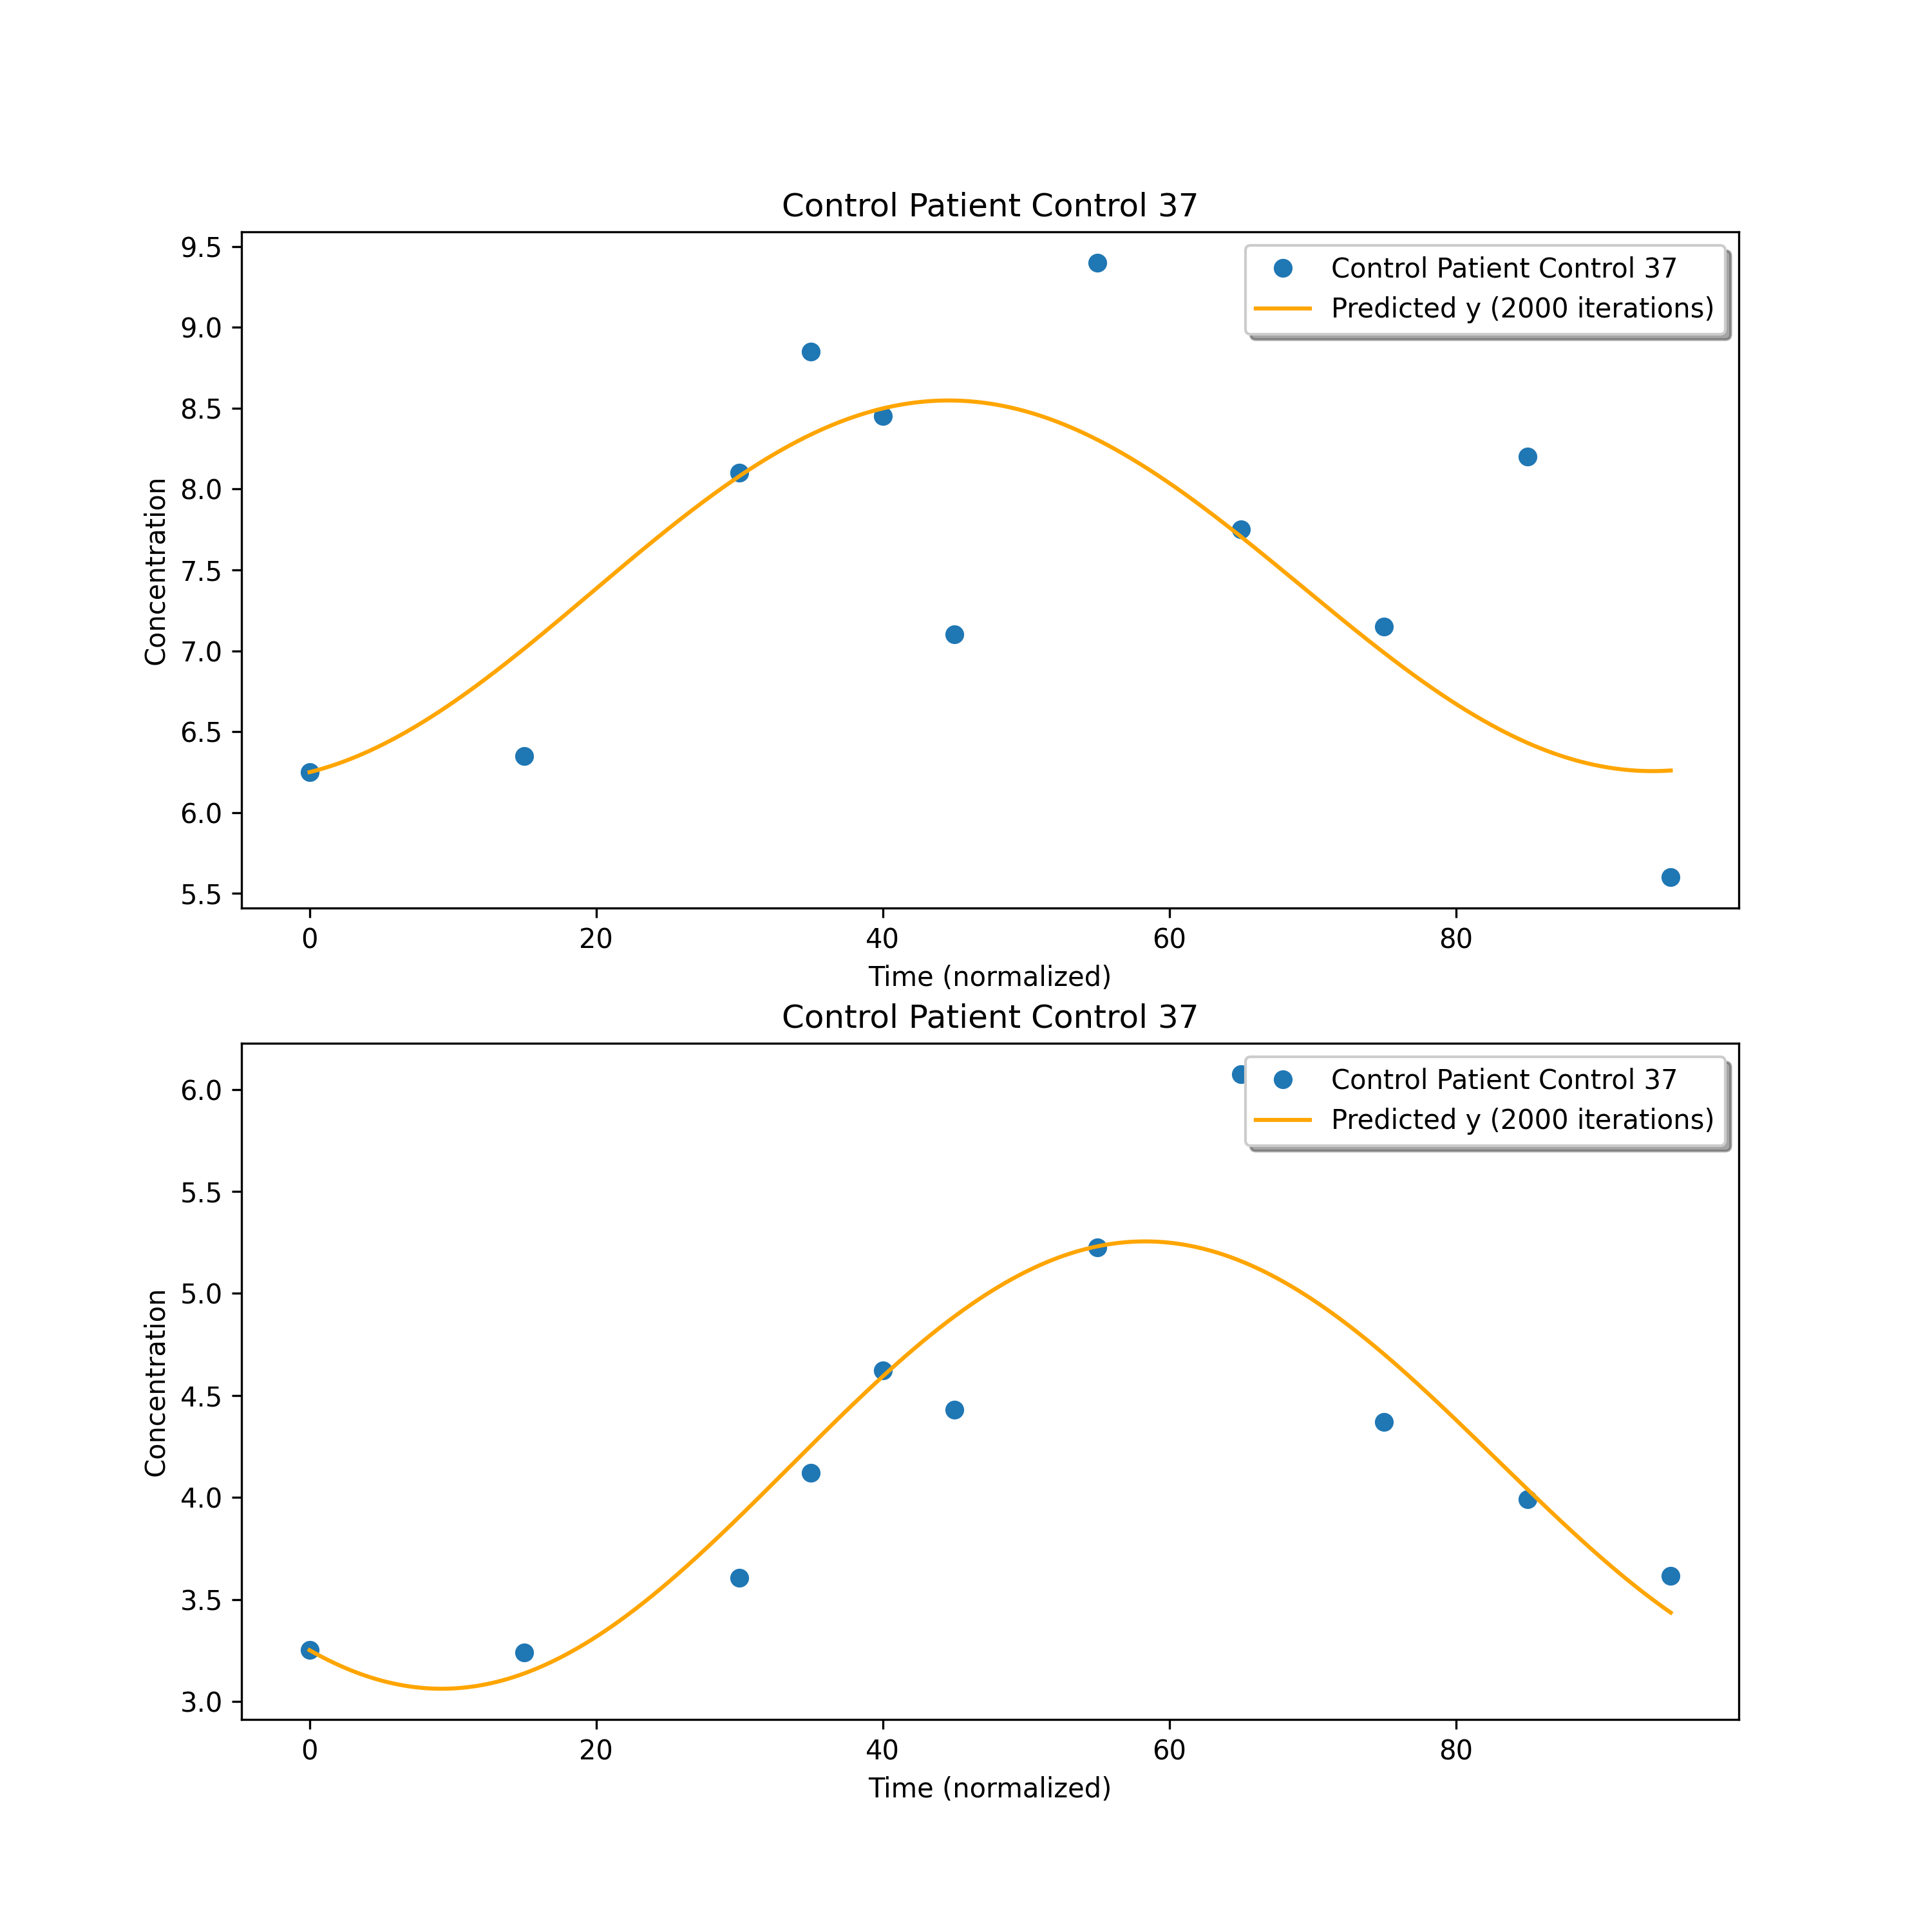 Control Patient Control 37
9.5
9.0
8.5
8.0
7.5
7.0
6.5
6.0
5.5
Concentration
Control Patient Control 37
Predicted y (2000 iterations)
0 20 40 60 80
Time (normalized)
Control Patient Control 37
6.0
5.5
5.0
4.5
4.0
3.5
3.0
Concentration
Control Patient Control 37
Predicted y (2000 iterations)
0 20 40 60 80
Time (normalized)